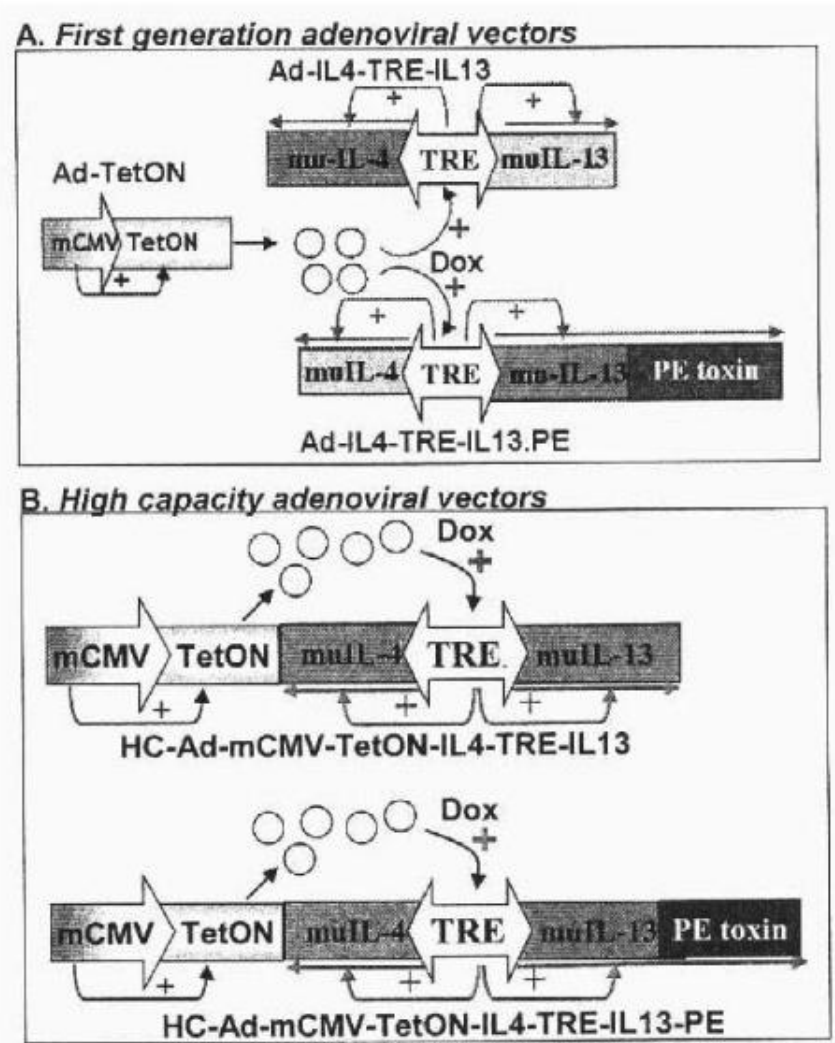 A. First generation adenoviral vectors
Ad-IL4-TRE-IL13
+ +
mu-IL-4 TRE muIL-13
Ad-TetON
mCMV TetON
+
+
Dox
+
+ +
muIL-4 TRE mu-IL-13 PE toxin
Ad-IL4-TRE-IL13.PE
B. High capacity adenoviral vectors
Dox
+
mCMV TetON muIL-4 TRE muIL-13
+ + +
HC-Ad-mCMV-TetON-IL4-TRE-IL13
Dox
+
mCMV TetON muIL-4 TRE muIL-13 PE toxin
+ + +
HC-Ad-mCMV-TetON-IL4-TRE-IL13-PE